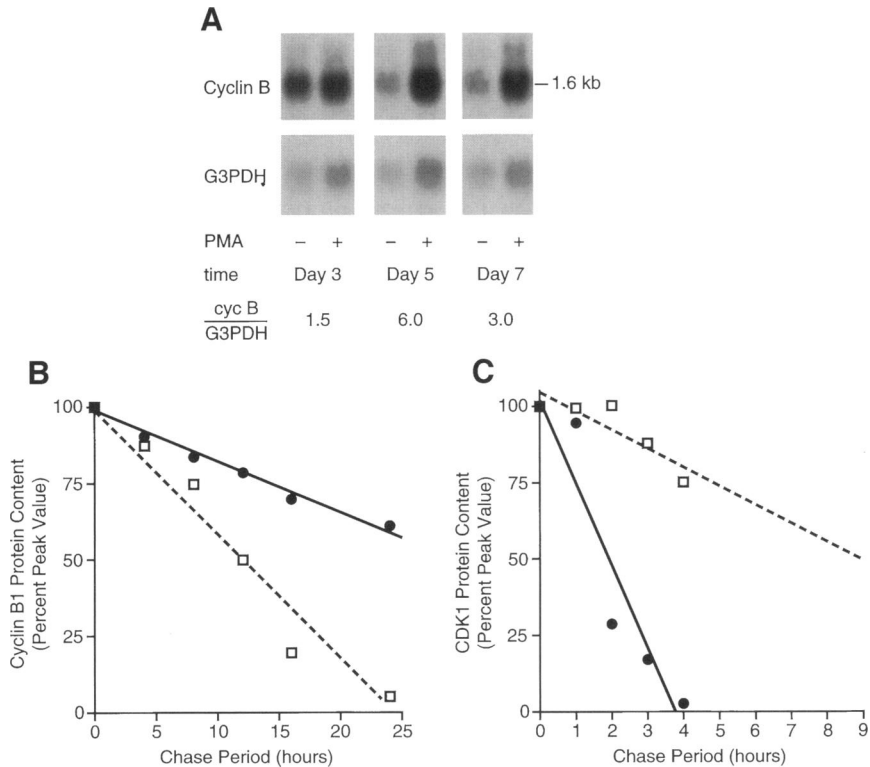 A
Cyclin B
1.6 kb
G3PDH
PMA − + − + − +
time Day 3 Day 5 Day 7
cyc B
G3PDH
1.5 6.0 3.0
B
Cyclin B1 Protein Content
(Percent Peak Value)
100
75
50
25
0
0 5 10 15 20 25
Chase Period (hours)
C
CDK1 Protein Content
(Percent Peak Value)
100
75
50
25
0
0 1 2 3 4 5 6 7 8 9
Chase Period (hours)